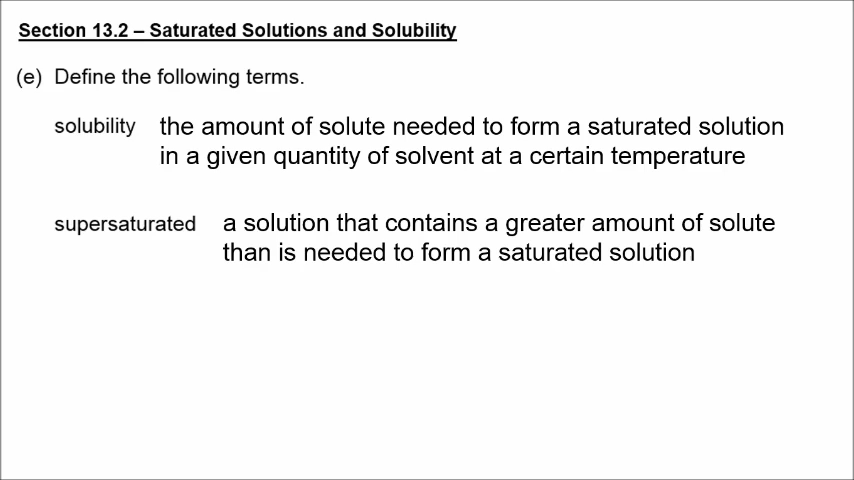 Section 13.2 – Saturated Solutions and Solubility
(e) Define the following terms.
solubility the amount of solute needed to form a saturated solution
in a given quantity of solvent at a certain temperature
supersaturated a solution that contains a greater amount of solute
than is needed to form a saturated solution